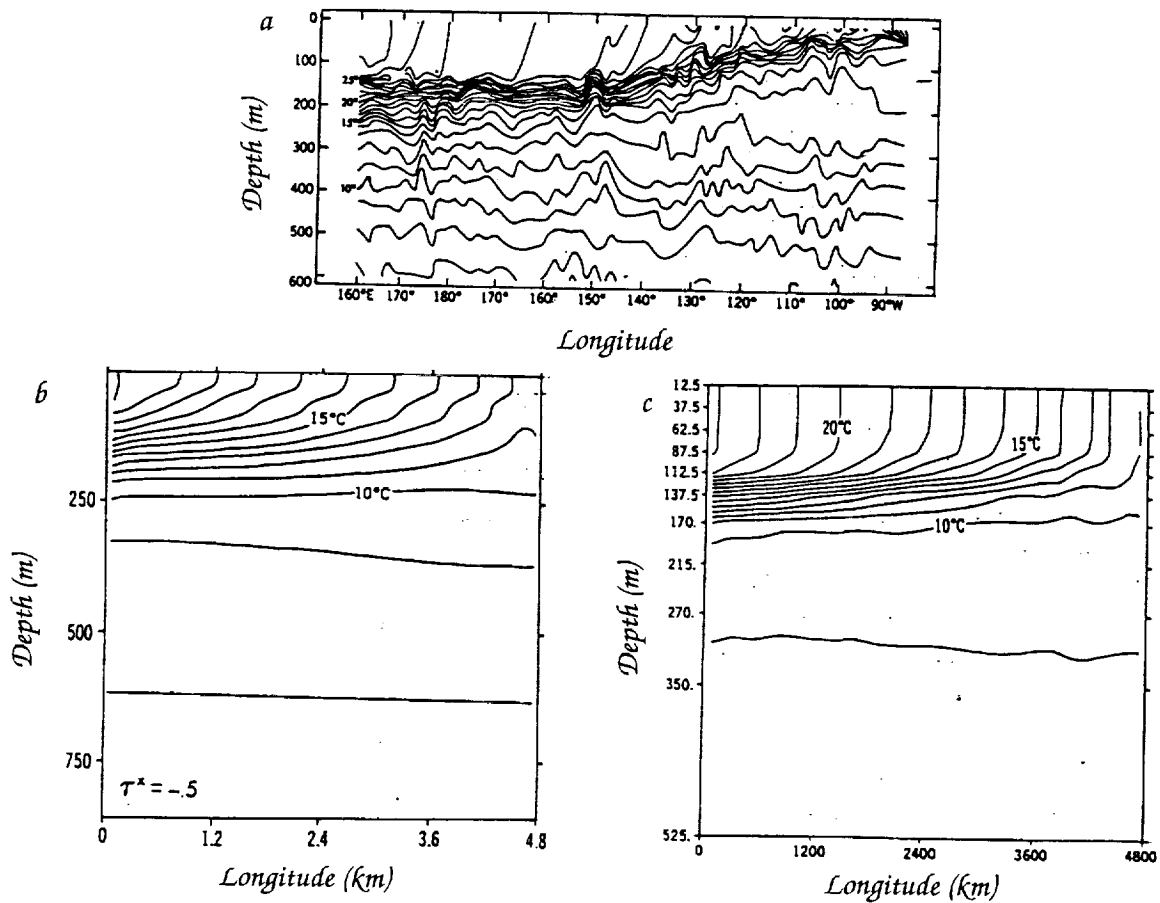 a
0
100
200
300
400
500
600
Depth (m)
25°
20°
15°
10°
160°E 170° 180° 170° 160° 150° 140° 130° 120° 110° 100° 90°W
Longitude
b
15°C
10°C
250
500
750
Depth (m)
τˣ = -.5
0 1.2 2.4 3.6 4.8
Longitude (km)
c
12.5
37.5
62.5
87.5
112.5
137.5
170.
215.
270.
350.
525.
Depth (m)
20°C
15°C
10°C
0 1200 2400 3600 4800
Longitude (km)